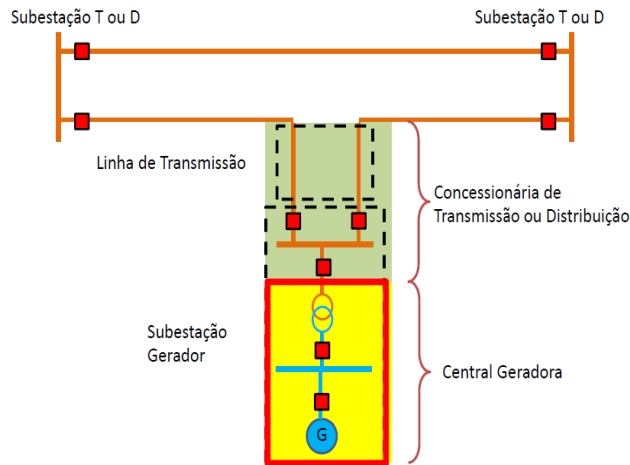 Subestação T ou D
Subestação T ou D
Linha de Transmissão
Concessionária de
Transmissão ou Distribuição
Subestação
Gerador
Central Geradora
G